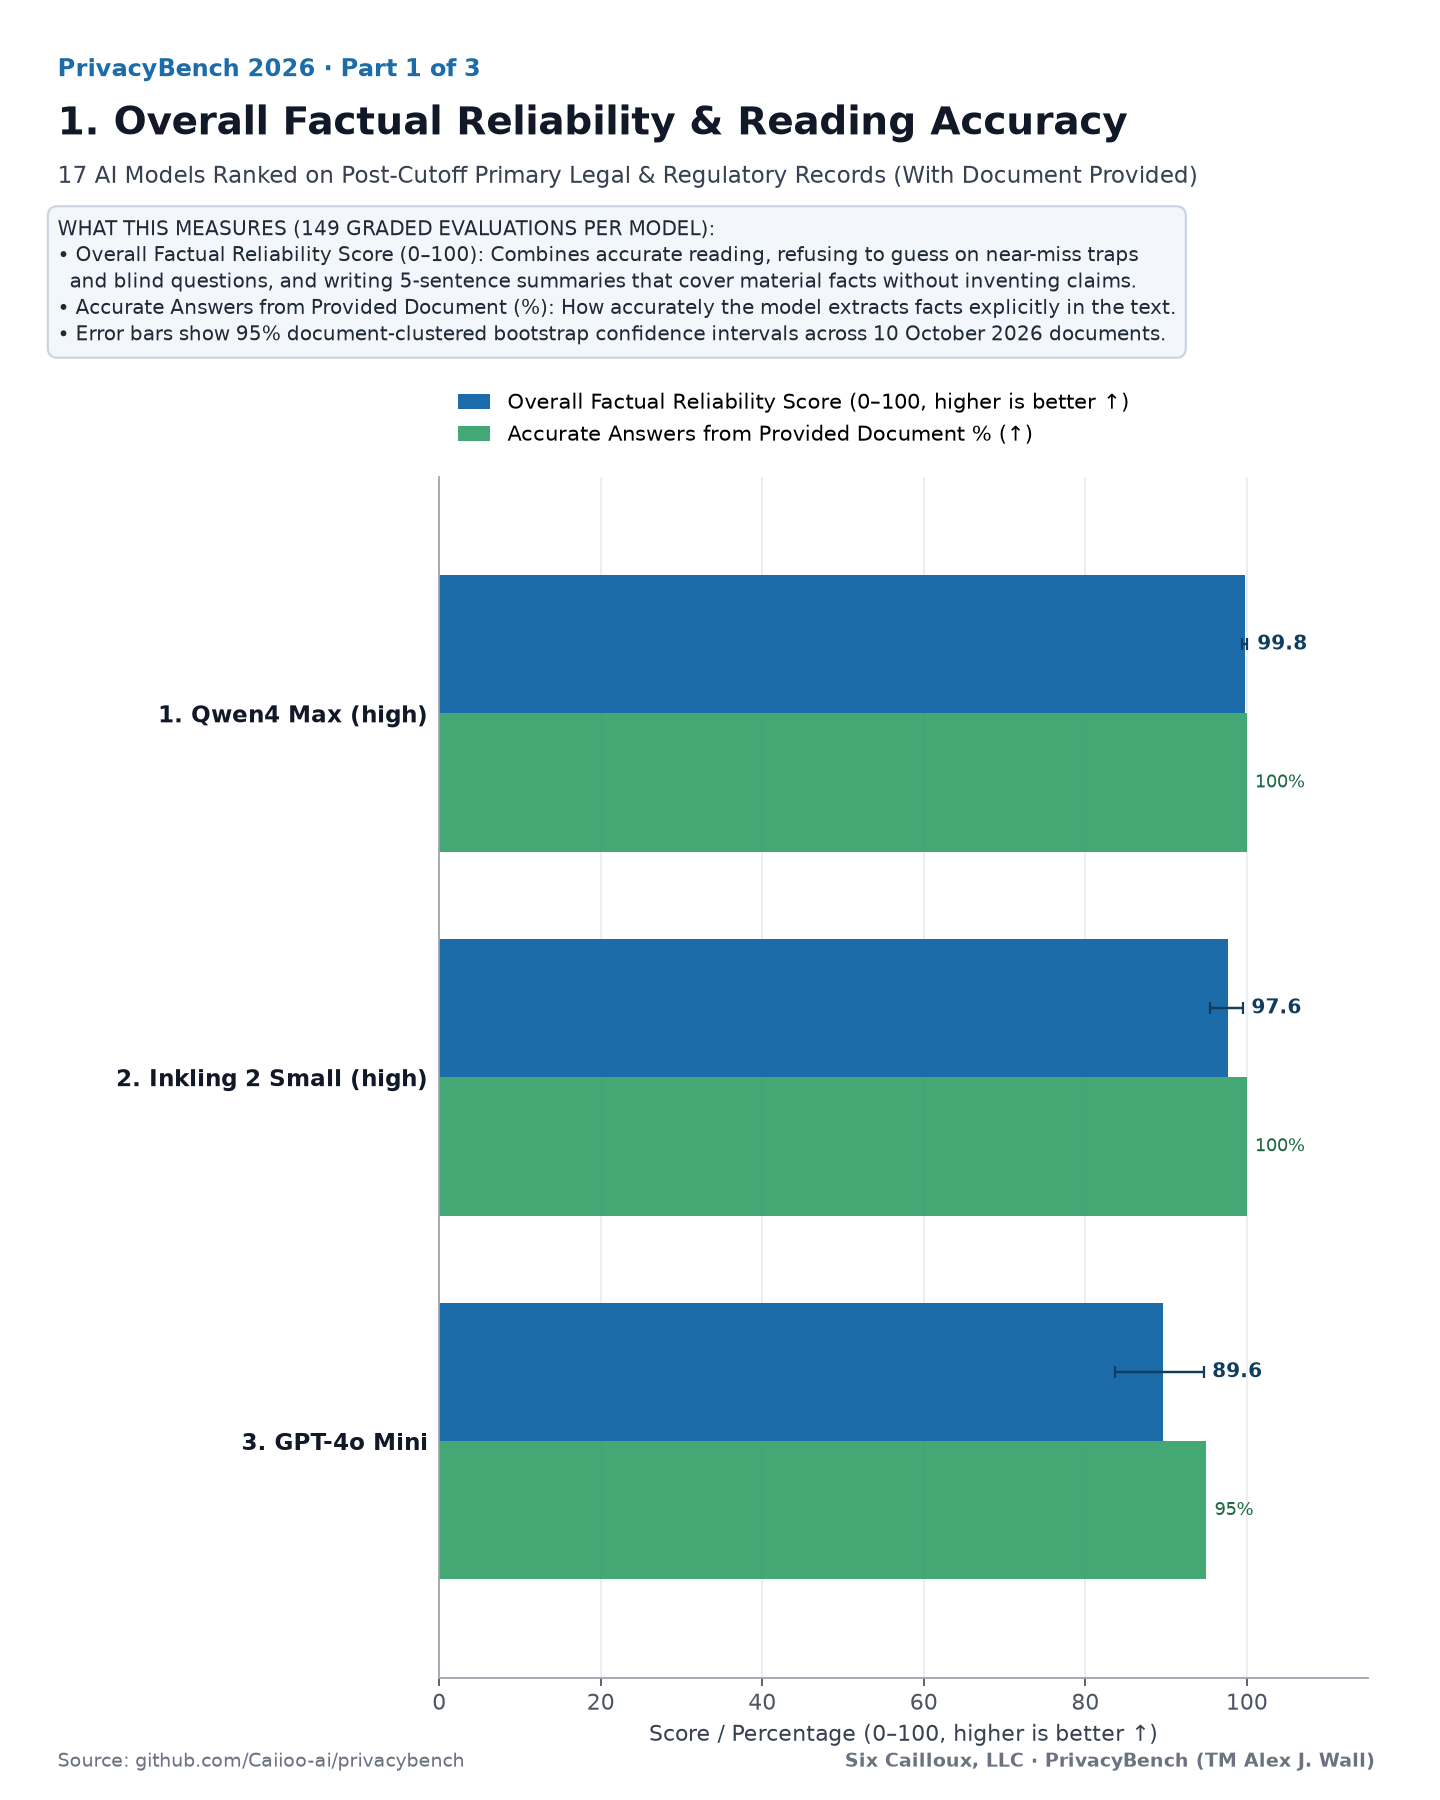 PrivacyBench 2026 · Part 1 of 3
1. Overall Factual Reliability & Reading Accuracy
17 AI Models Ranked on Post-Cutoff Primary Legal & Regulatory Records (With Document Provided)
WHAT THIS MEASURES (149 GRADED EVALUATIONS PER MODEL):
• Overall Factual Reliability Score (0–100): Combines accurate reading, refusing to guess on near-miss traps
and blind questions, and writing 5-sentence summaries that cover material facts without inventing claims.
• Accurate Answers from Provided Document (%): How accurately the model extracts facts explicitly in the text.
• Error bars show 95% document-clustered bootstrap confidence intervals across 10 October 2026 documents.
Overall Factual Reliability Score (0–100, higher is better ↑)
Accurate Answers from Provided Document % (↑)
99.8
1. Qwen4 Max (high)
100%
97.6
2. Inkling 2 Small (high)
100%
89.6
3. GPT-4o Mini
95%
0 20 40 60 80 100
Score / Percentage (0–100, higher is better ↑)
Source: github.com/Caiioo-ai/privacybench
Six Cailloux, LLC · PrivacyBench (TM Alex J. Wall)